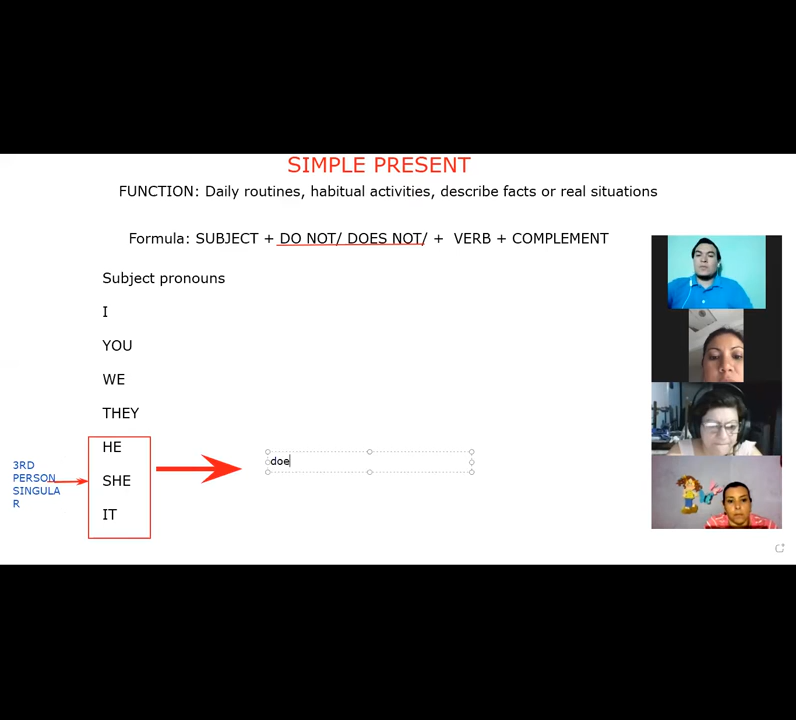 SIMPLE PRESENT
FUNCTION: Daily routines, habitual activities, describe facts or real situations
Formula: SUBJECT + DO NOT/ DOES NOT/ + VERB + COMPLEMENT
Subject pronouns
I
YOU
WE
THEY
HE
SHE
IT
3RD
PERSON
SINGULA
R
doe